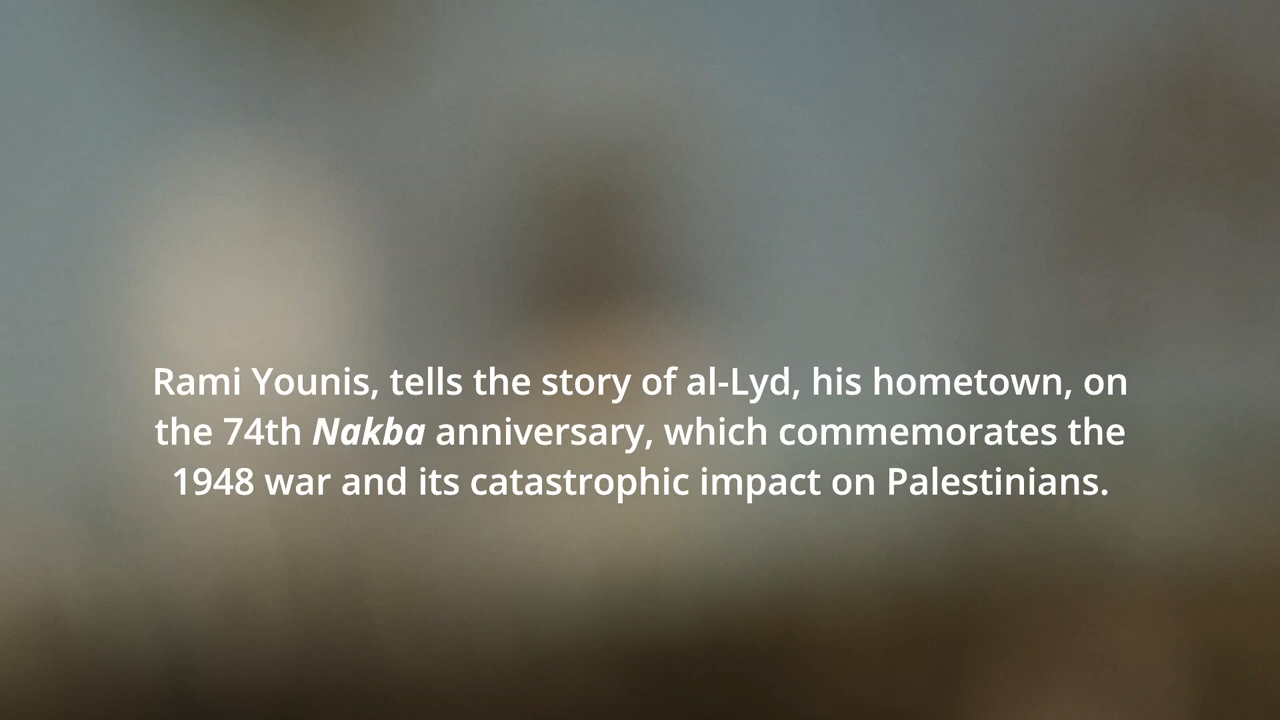 Rami Younis, tells the story of al-Lyd, his hometown, on
the 74th Nakba anniversary, which commemorates the
1948 war and its catastrophic impact on Palestinians.